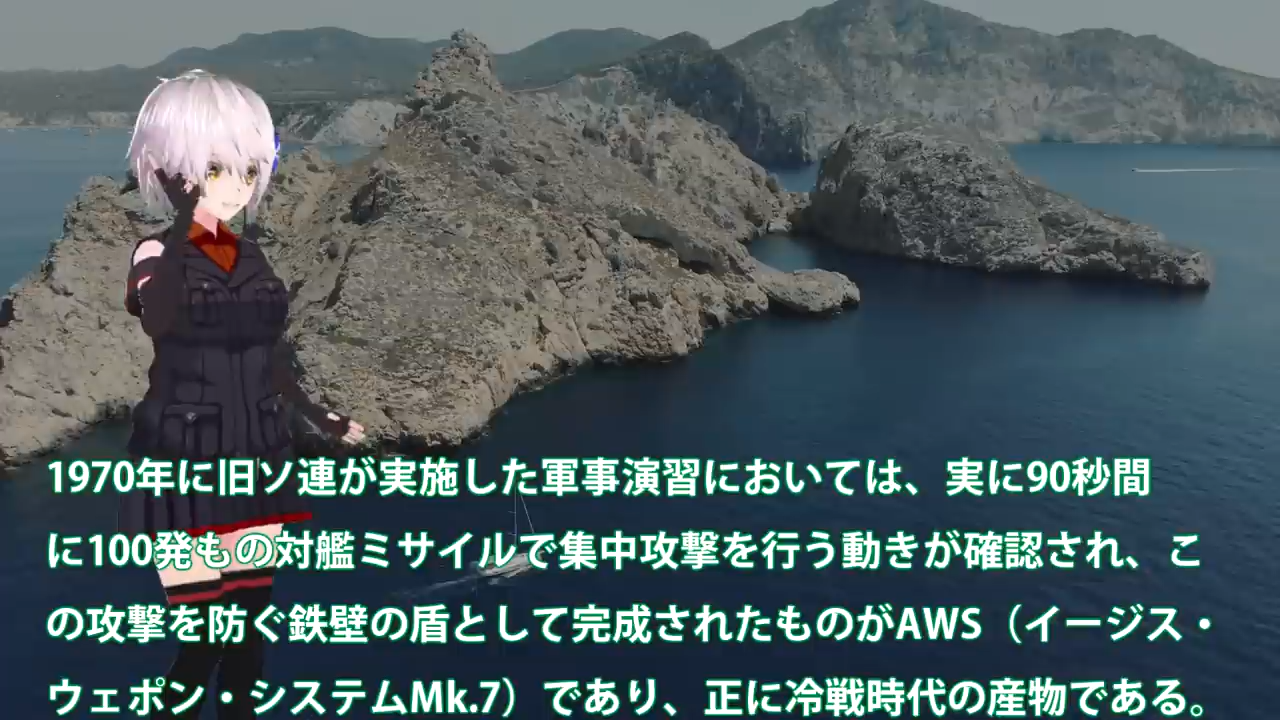 1970年に旧ソ連が実施した軍事演習においては、実に90秒間
に100発もの対艦ミサイルで集中攻撃を行う動きが確認され、こ
の攻撃を防ぐ鉄壁の盾として完成されたものがAWS（イージス・
ウェポン・システムMk.7）であり、正に冷戦時代の産物である。